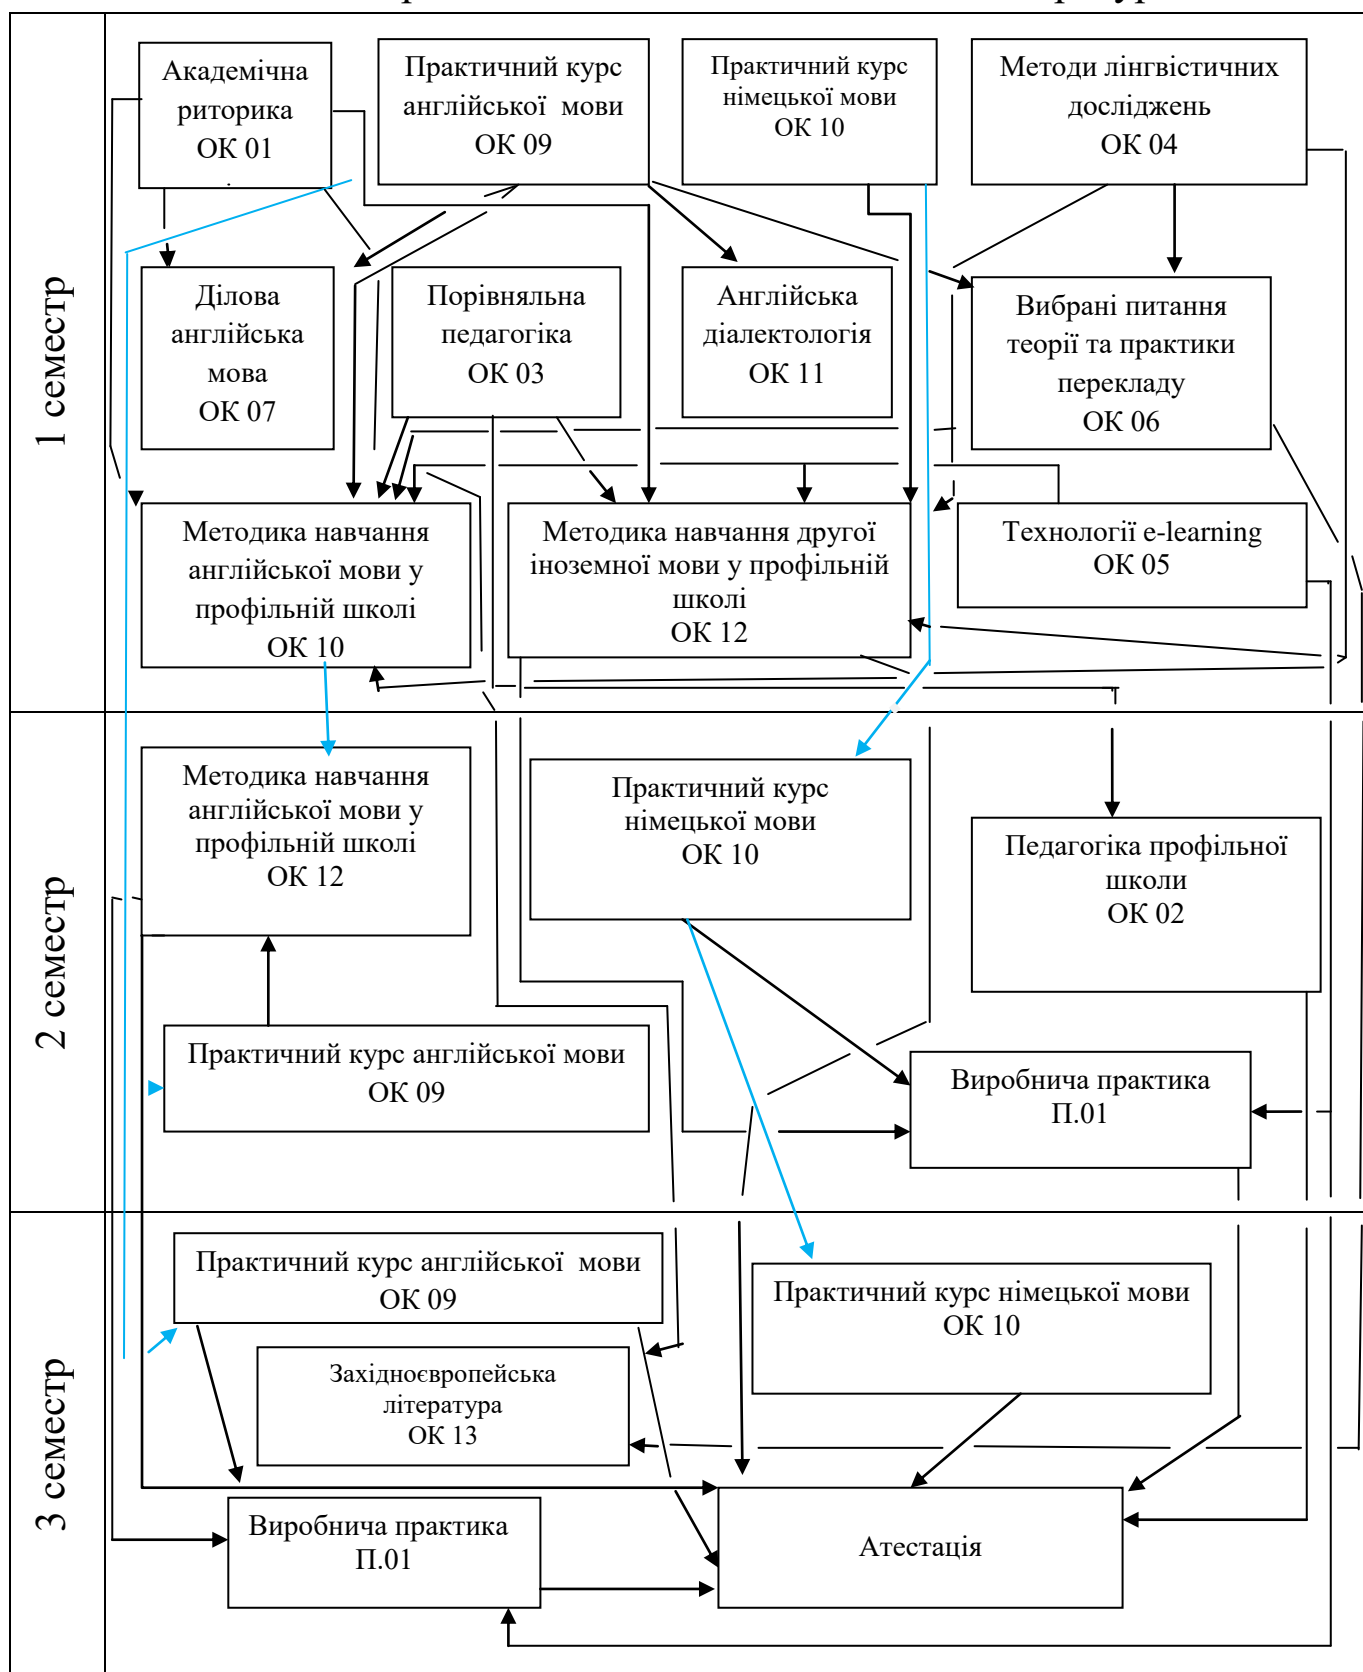 1 семестр
Академічна
риторика
ОК 01
Практичний курс
англійської мови
ОК 09
Практичний курс
німецької мови
ОК 10
Методи лінгвістичних
досліджень
ОК 04
Ділова
англійська
мова
ОК 07
Порівняльна
педагогіка
ОК 03
Англійська
діалектологія
ОК 11
Вибрані питання
теорії та практики
перекладу
ОК 06
Методика навчання
англійської мови у
профільній школі
ОК 10
Методика навчання другої
іноземної мови у профільній
школі
ОК 12
Технології e-learning
ОК 05
2 семестр
Методика навчання
англійської мови у
профільній школі
ОК 12
Практичний курс
німецької мови
ОК 10
Педагогіка профільної
школи
ОК 02
Практичний курс англійської мови
ОК 09
Виробнича практика
П.01
3 семестр
Практичний курс англійської мови
ОК 09
Практичний курс німецької мови
ОК 10
Західноєвропейська
література
ОК 13
Виробнича практика
П.01
Атестація